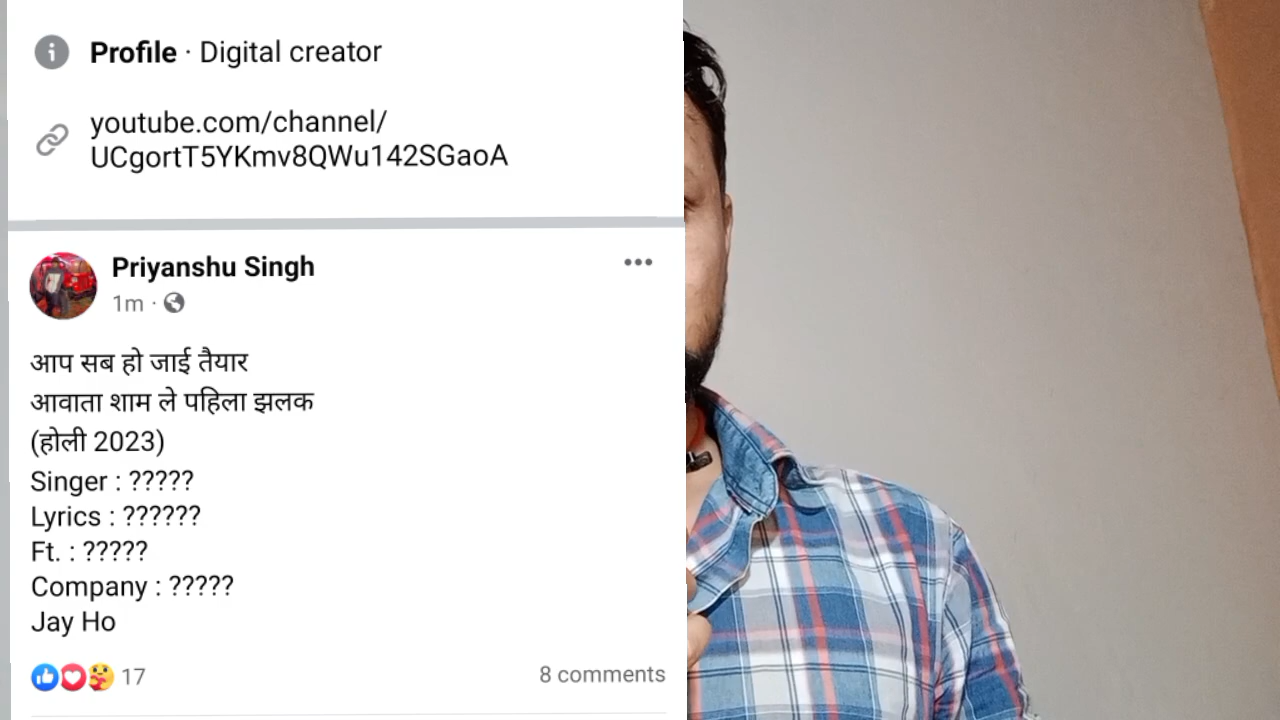 Profile · Digital creator
youtube.com/channel/
UCgortT5YKmv8QWu142SGaoA
Priyanshu Singh
1m ·
आप सब हो जाई तैयार
आवाता शाम ले पहिला झलक
(होली 2023)
Singer : ?????
Lyrics : ??????
Ft. : ?????
Company : ?????
Jay Ho
17
8 comments